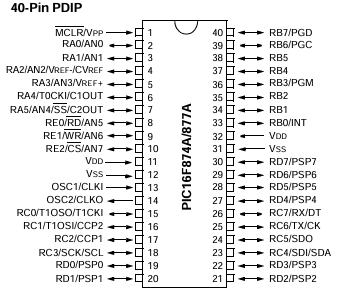 40-Pin PDIP
MCLR/VPP 1 40 RB7/PGD
RA0/AN0 2 39 RB6/PGC
RA1/AN1 3 38 RB5
RA2/AN2/VREF-/CVREF 4 37 RB4
RA3/AN3/VREF+ 5 36 RB3/PGM
RA4/T0CKI/C1OUT 6 35 RB2
RA5/AN4/SS/C2OUT 7 34 RB1
RE0/RD/AN5 8 33 RB0/INT
RE1/WR/AN6 9 32 VDD
RE2/CS/AN7 10 31 VSS
VDD 11 30 RD7/PSP7
VSS 12 29 RD6/PSP6
OSC1/CLKI 13 28 RD5/PSP5
OSC2/CLKO 14 27 RD4/PSP4
RC0/T1OSO/T1CKI 15 26 RC7/RX/DT
RC1/T1OSI/CCP2 16 25 RC6/TX/CK
RC2/CCP1 17 24 RC5/SDO
RC3/SCK/SCL 18 23 RC4/SDI/SDA
RD0/PSP0 19 22 RD3/PSP3
RD1/PSP1 20 21 RD2/PSP2
PIC16F874A/877A